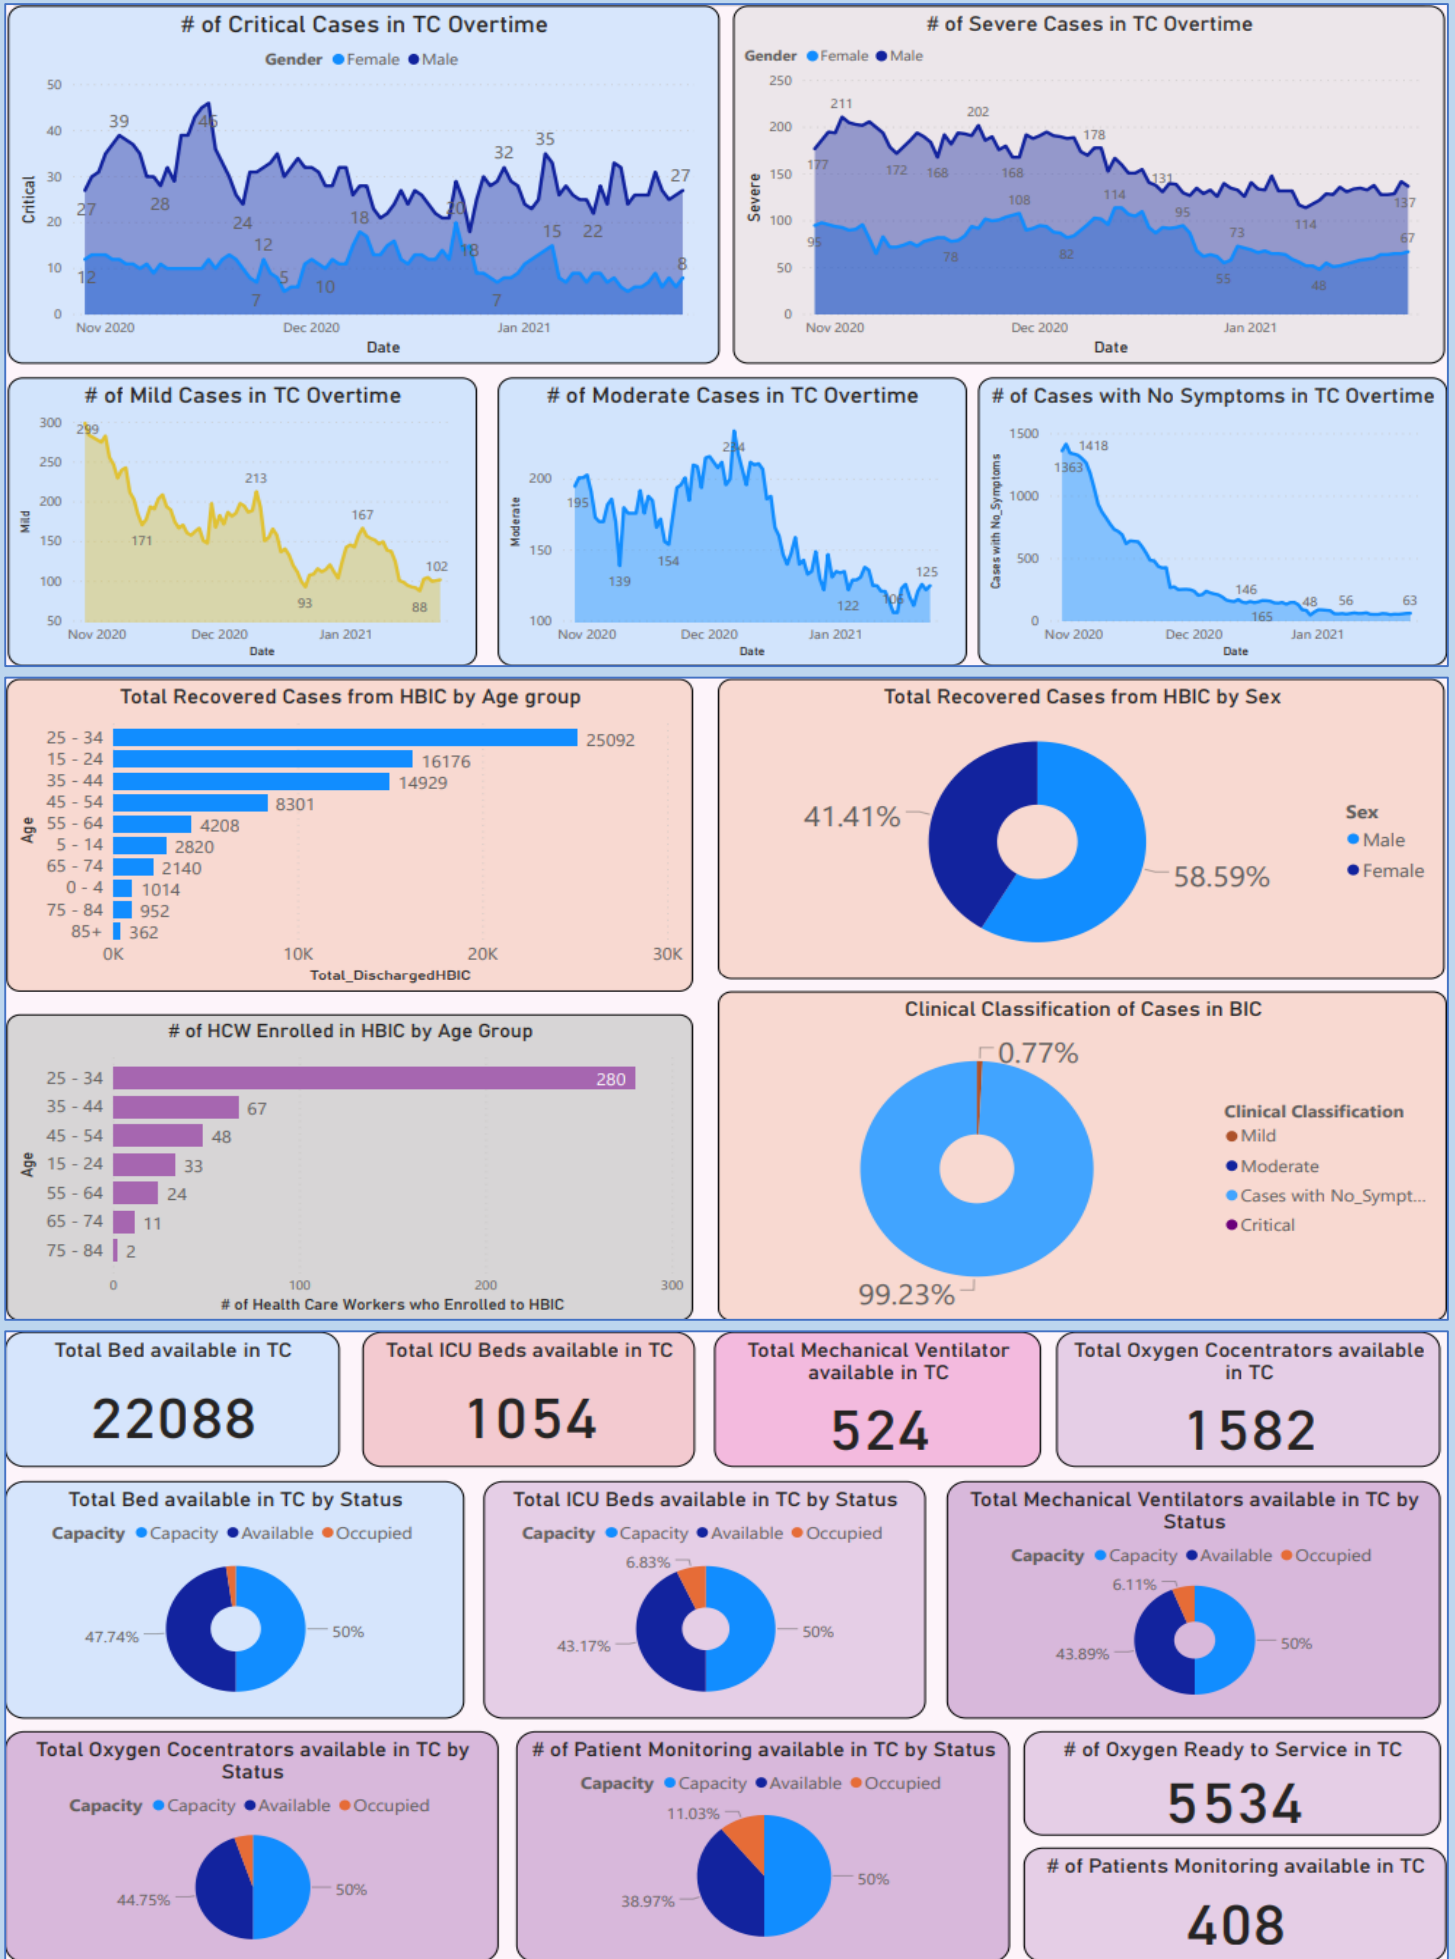 # of Critical Cases in TC Overtime
Gender Female Male
50
40
30
20
10
0
Critical
39
45
27
28
24
12
12
7
5
10
18
20
18
32
7
35
15
22
27
8
Nov 2020 Dec 2020 Jan 2021
Date
# of Severe Cases in TC Overtime
Gender Female Male
250
200
150
100
50
0
Severe
211
177
172
168
202
168
178
131
114
137
95
78
108
82
114
95
55
73
48
67
Nov 2020 Dec 2020 Jan 2021
Date
# of Mild Cases in TC Overtime
300
250
200
150
100
50
Mild
299
171
213
93
167
88
102
Nov 2020 Dec 2020 Jan 2021
Date
# of Moderate Cases in TC Overtime
200
150
100
Moderate
195
139
154
234
122
106
125
Nov 2020 Dec 2020 Jan 2021
Date
# of Cases with No Symptoms in TC Overtime
1500
1000
500
0
Cases with No_Symptoms
1418
1363
146
165
48
56
63
Nov 2020 Dec 2020 Jan 2021
Date
Total Recovered Cases from HBIC by Age group
Age
25 - 34 25092
15 - 24 16176
35 - 44 14929
45 - 54 8301
55 - 64 4208
5 - 14 2820
65 - 74 2140
0 - 4 1014
75 - 84 952
85+ 362
0K 10K 20K 30K
Total_DischargedHBIC
Total Recovered Cases from HBIC by Sex
41.41%
58.59%
Sex
Male
Female
# of HCW Enrolled in HBIC by Age Group
Age
25 - 34 280
35 - 44 67
45 - 54 48
15 - 24 33
55 - 64 24
65 - 74 11
75 - 84 2
0 100 200 300
# of Health Care Workers who Enrolled to HBIC
Clinical Classification of Cases in BIC
0.77%
99.23%
Clinical Classification
Mild
Moderate
Cases with No_Sympt...
Critical
Total Bed available in TC
22088
Total ICU Beds available in TC
1054
Total Mechanical Ventilator
available in TC
524
Total Oxygen Cocentrators available
in TC
1582
Total Bed available in TC by Status
Capacity Capacity Available Occupied
47.74%
50%
Total ICU Beds available in TC by Status
Capacity Capacity Available Occupied
6.83%
43.17%
50%
Total Mechanical Ventilators available in TC by
Status
Capacity Capacity Available Occupied
6.11%
43.89%
50%
Total Oxygen Cocentrators available in TC by
Status
Capacity Capacity Available Occupied
44.75%
50%
# of Patient Monitoring available in TC by Status
Capacity Capacity Available Occupied
11.03%
38.97%
50%
# of Oxygen Ready to Service in TC
5534
# of Patients Monitoring available in TC
408